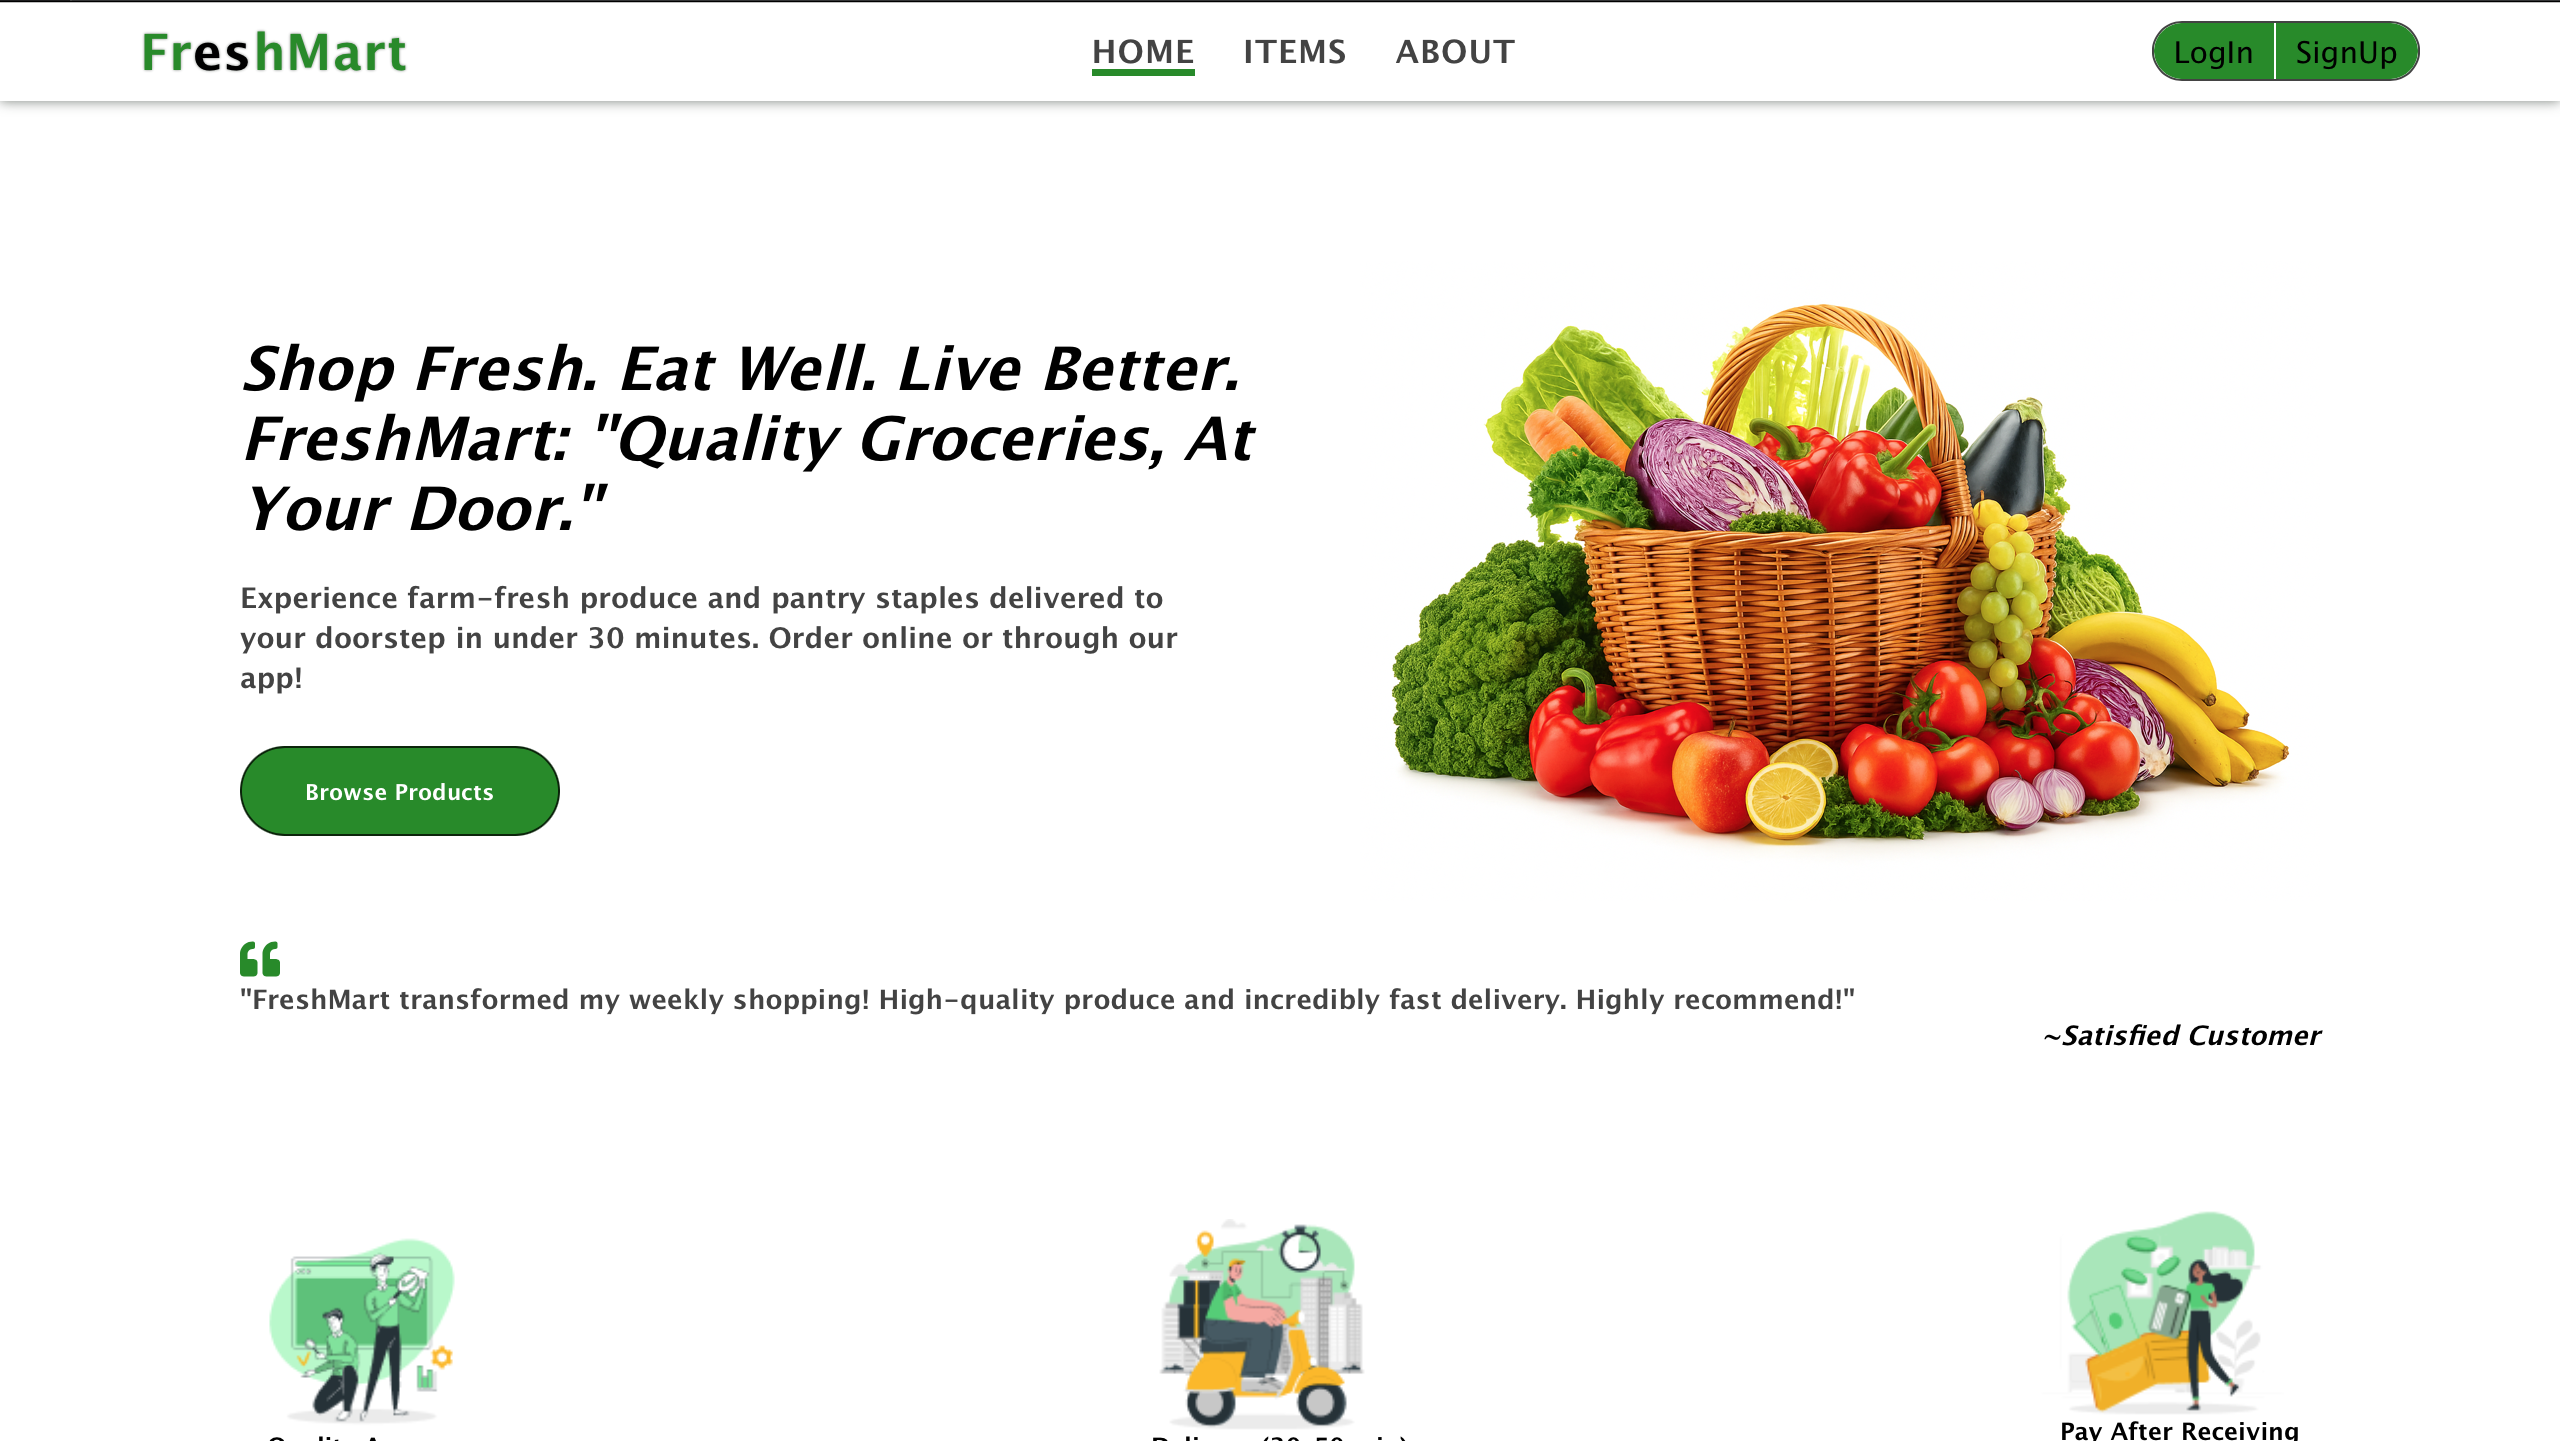 FreshMart
HOME ITEMS ABOUT
LogIn SignUp
Shop Fresh. Eat Well. Live Better.
FreshMart: "Quality Groceries, At
Your Door."
Experience farm-fresh produce and pantry staples delivered to
your doorstep in under 30 minutes. Order online or through our
app!
Browse Products
"FreshMart transformed my weekly shopping! High-quality produce and incredibly fast delivery. Highly recommend!"
~Satisfied Customer
Pay After Receiving